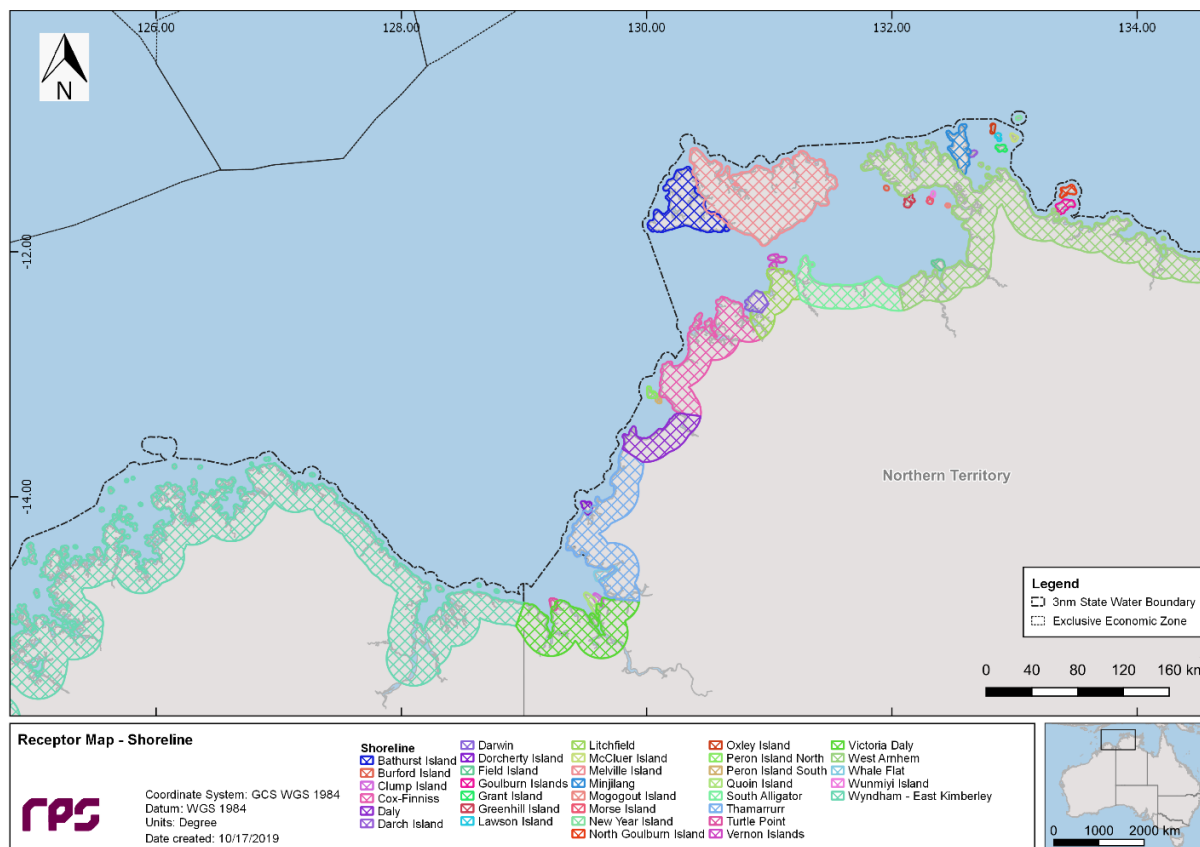 126.00
128.00
130.00
132.00
134.00
N
-12.00
-14.00
Northern Territory
Legend
3nm State Water Boundary
Exclusive Economic Zone
0 40 80 120 160 km
Receptor Map - Shoreline
rps
Coordinate System: GCS WGS 1984
Datum: WGS 1984
Units: Degree
Date created: 10/17/2019
Shoreline
Bathurst Island
Burford Island
Clump Island
Cox-Finniss
Daly
Darch Island
Darwin
Dorcherty Island
Field Island
Goulburn Islands
Grant Island
Greenhill Island
Lawson Island
Litchfield
McCluer Island
Melville Island
Minjilang
Mogogout Island
Morse Island
New Year Island
North Goulburn Island
Oxley Island
Peron Island North
Peron Island South
Quoin Island
South Alligator
Thamarrurr
Turtle Point
Vernon Islands
Victoria Daly
West Arnhem
Whale Flat
Wunmiyi Island
Wyndham - East Kimberley
0 1000 2000 km